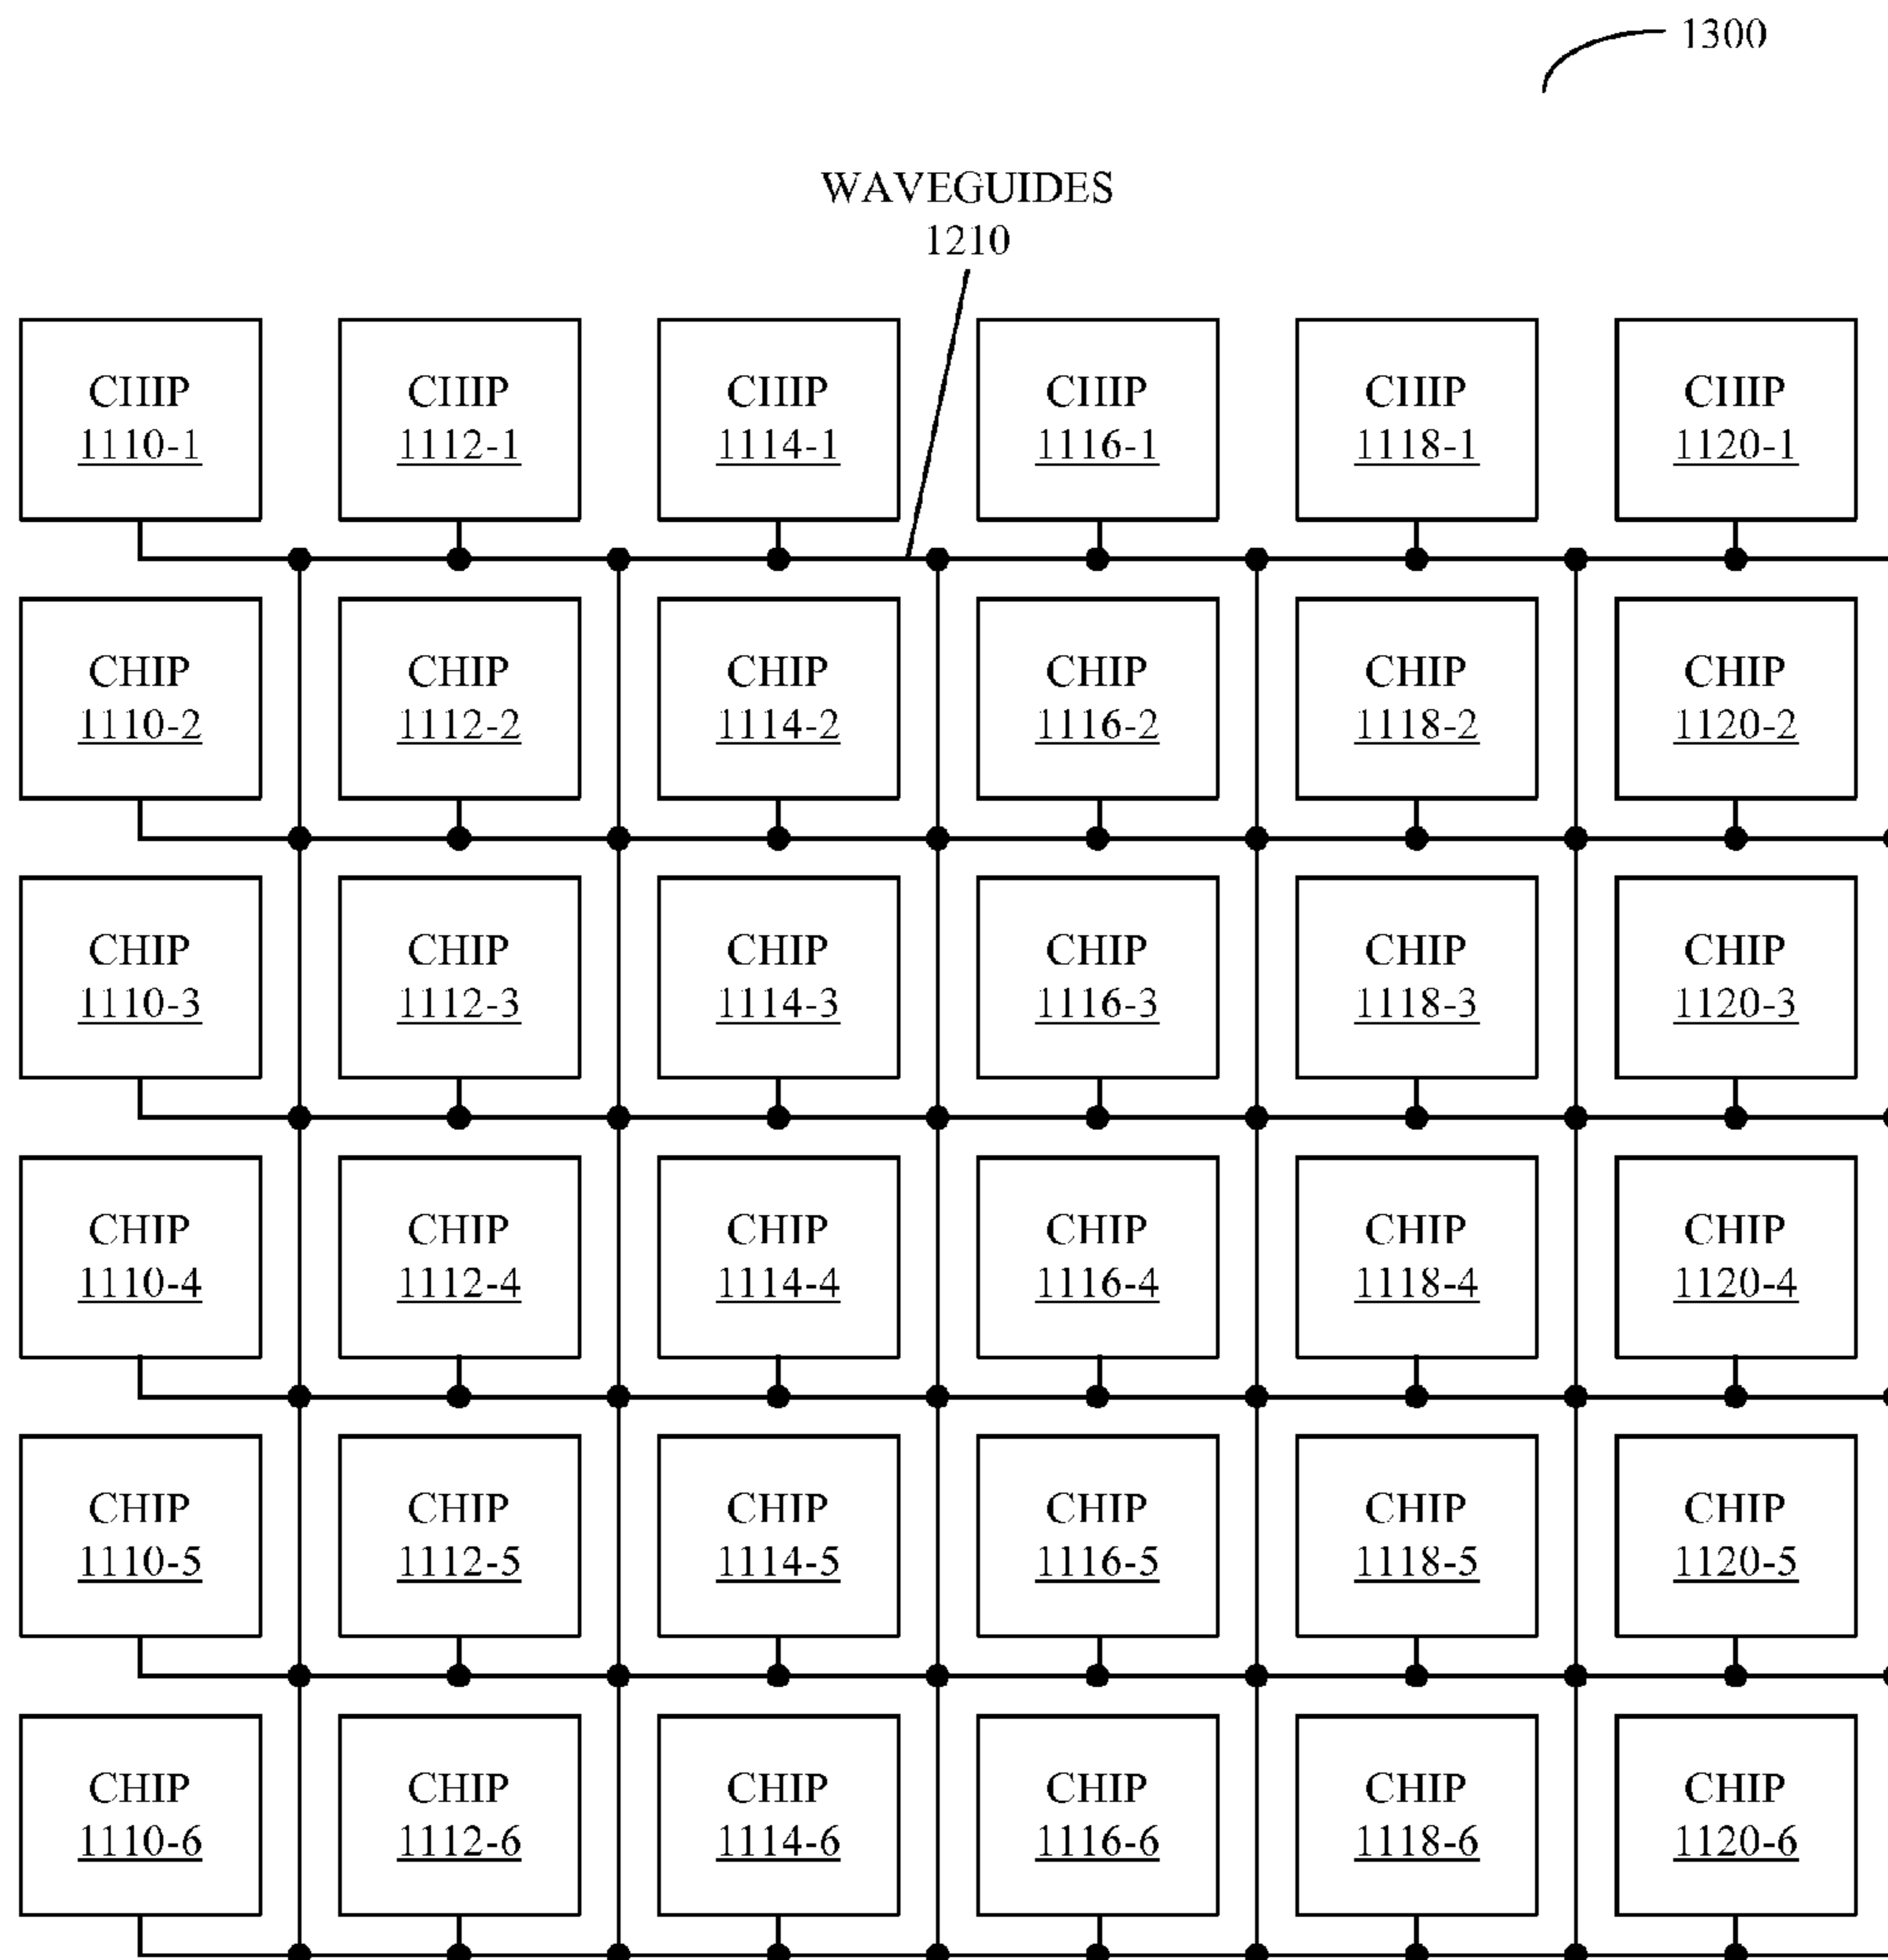 1300
WAVEGUIDES
1210
CHIP CHIP CHIP CHIP CHIP CHIP
1110-1 1112-1 1114-1 1116-1 1118-1 1120-1
CHIP CHIP CHIP CHIP CHIP CHIP
1110-2 1112-2 1114-2 1116-2 1118-2 1120-2
CHIP CHIP CHIP CHIP CHIP CHIP
1110-3 1112-3 1114-3 1116-3 1118-3 1120-3
CHIP CHIP CHIP CHIP CHIP CHIP
1110-4 1112-4 1114-4 1116-4 1118-4 1120-4
CHIP CHIP CHIP CHIP CHIP CHIP
1110-5 1112-5 1114-5 1116-5 1118-5 1120-5
CHIP CHIP CHIP CHIP CHIP CHIP
1110-6 1112-6 1114-6 1116-6 1118-6 1120-6